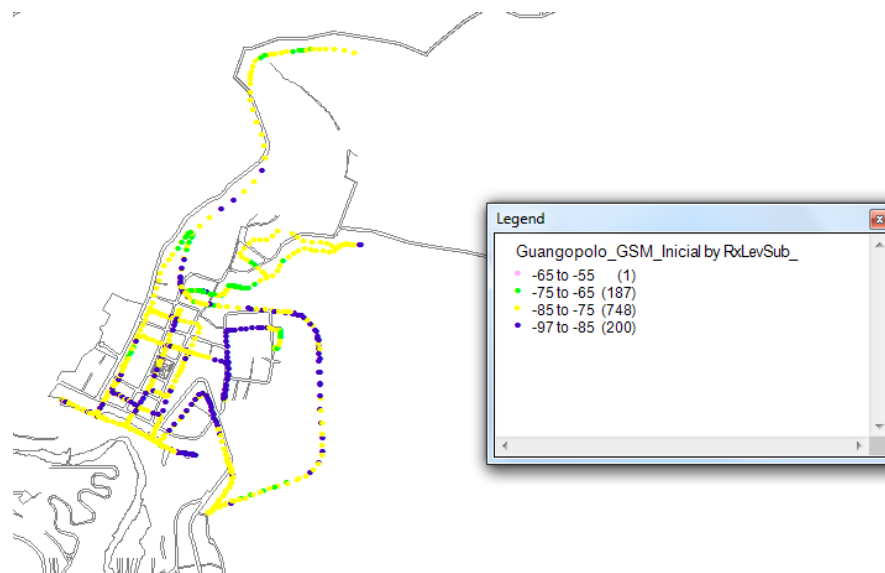 Legend
Guangopolo_GSM_Inicial by RxLevSub_
-65 to -55 (1)
-75 to -65 (187)
-85 to -75 (748)
-97 to -85 (200)